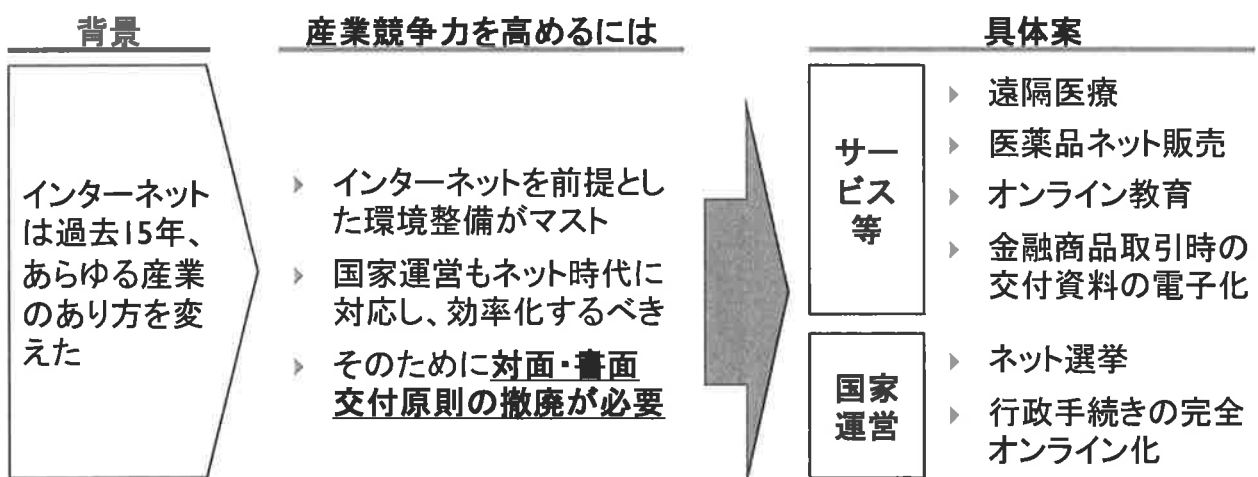 背景
インターネット
は過去15年、
あらゆる産業
のあり方を変
えた
産業競争力を高めるには
インターネットを前提とし
た環境整備がマスト
国家運営もネット時代に
対応し、効率化するべき
そのために対面・書面
交付原則の撤廃が必要
具体案
サー
ビス
等
遠隔医療
医薬品ネット販売
オンライン教育
金融商品取引時の
交付資料の電子化
国家
運営
ネット選挙
行政手続きの完全
オンライン化